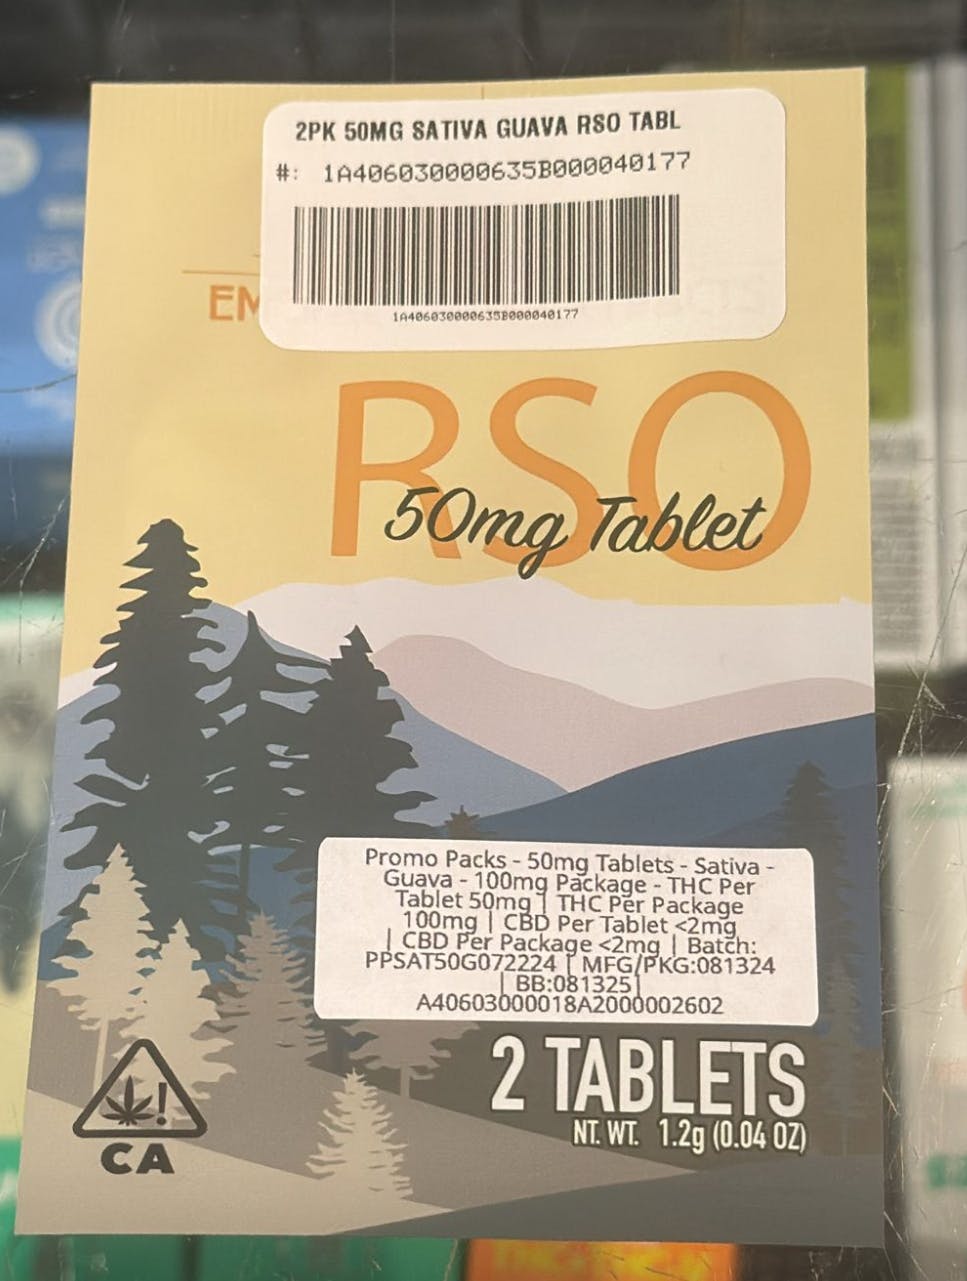 2PK 50MG SATIVA GUAVA RSO TABL
#: 1A406030000635B000040177
1A406030000635B000040177
EM
RSO
50mg Tablet
Promo Packs - 50mg Tablets - Sativa -
Guava - 100mg Package - THC Per
Tablet 50mg | THC Per Package
100mg | CBD Per Tablet <2mg
| CBD Per Package <2mg | Batch:
PPSAT50G072224 | MFG/PKG:081324
| BB:081325|
A40603000018A2000002602
2 TABLETS
NT. WT. 1.2g (0.04 OZ)
!
CA